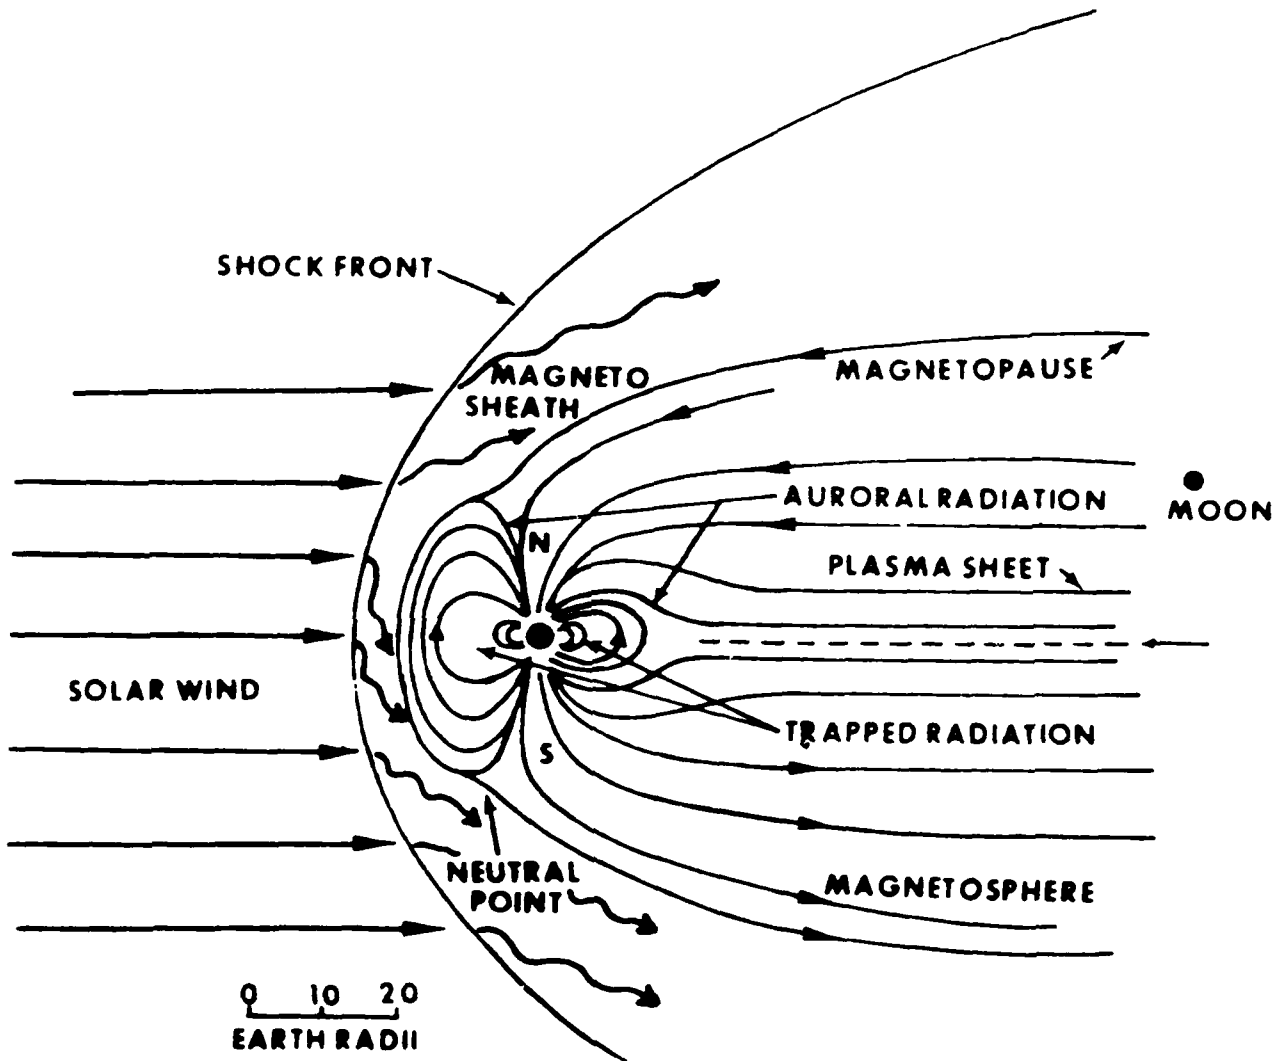 SHOCK FRONT
MAGNETO
SHEATH
MAGNETOPAUSE
AURORAL RADIATION
MOON
N
PLASMA SHEET
SOLAR WIND
TRAPPED RADIATION
S
NEUTRAL
POINT
MAGNETOSPHERE
0 10 20
EARTH RADII